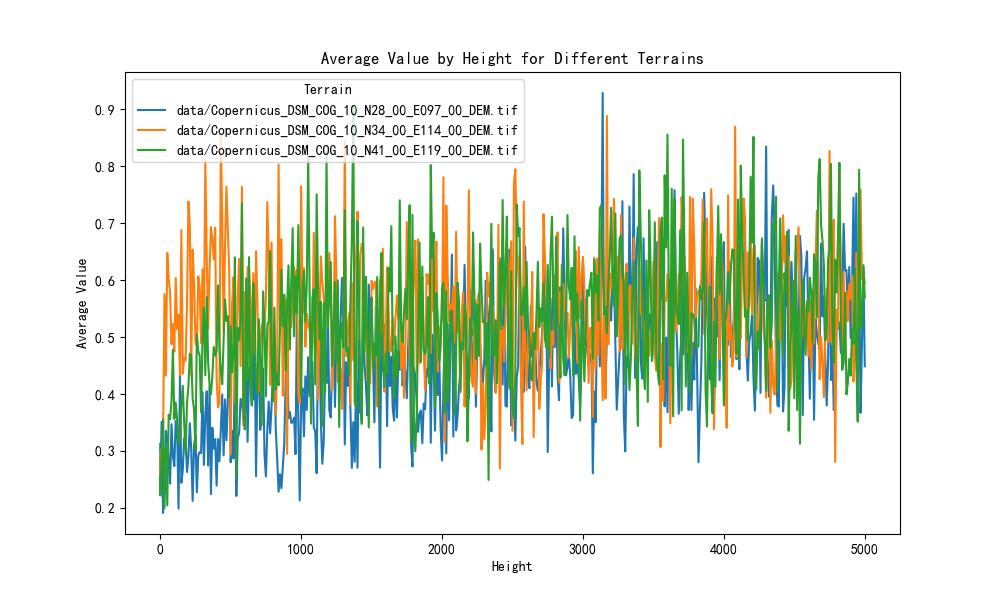 Average Value by Height for Different Terrains
Terrain
data/Copernicus_DSM_COG_10_N28_00_E097_00_DEM.tif
data/Copernicus_DSM_COG_10_N34_00_E114_00_DEM.tif
data/Copernicus_DSM_COG_10_N41_00_E119_00_DEM.tif
0.9
0.8
0.7
0.6
0.5
0.4
0.3
0.2
Average Value
0 1000 2000 3000 4000 5000
Height